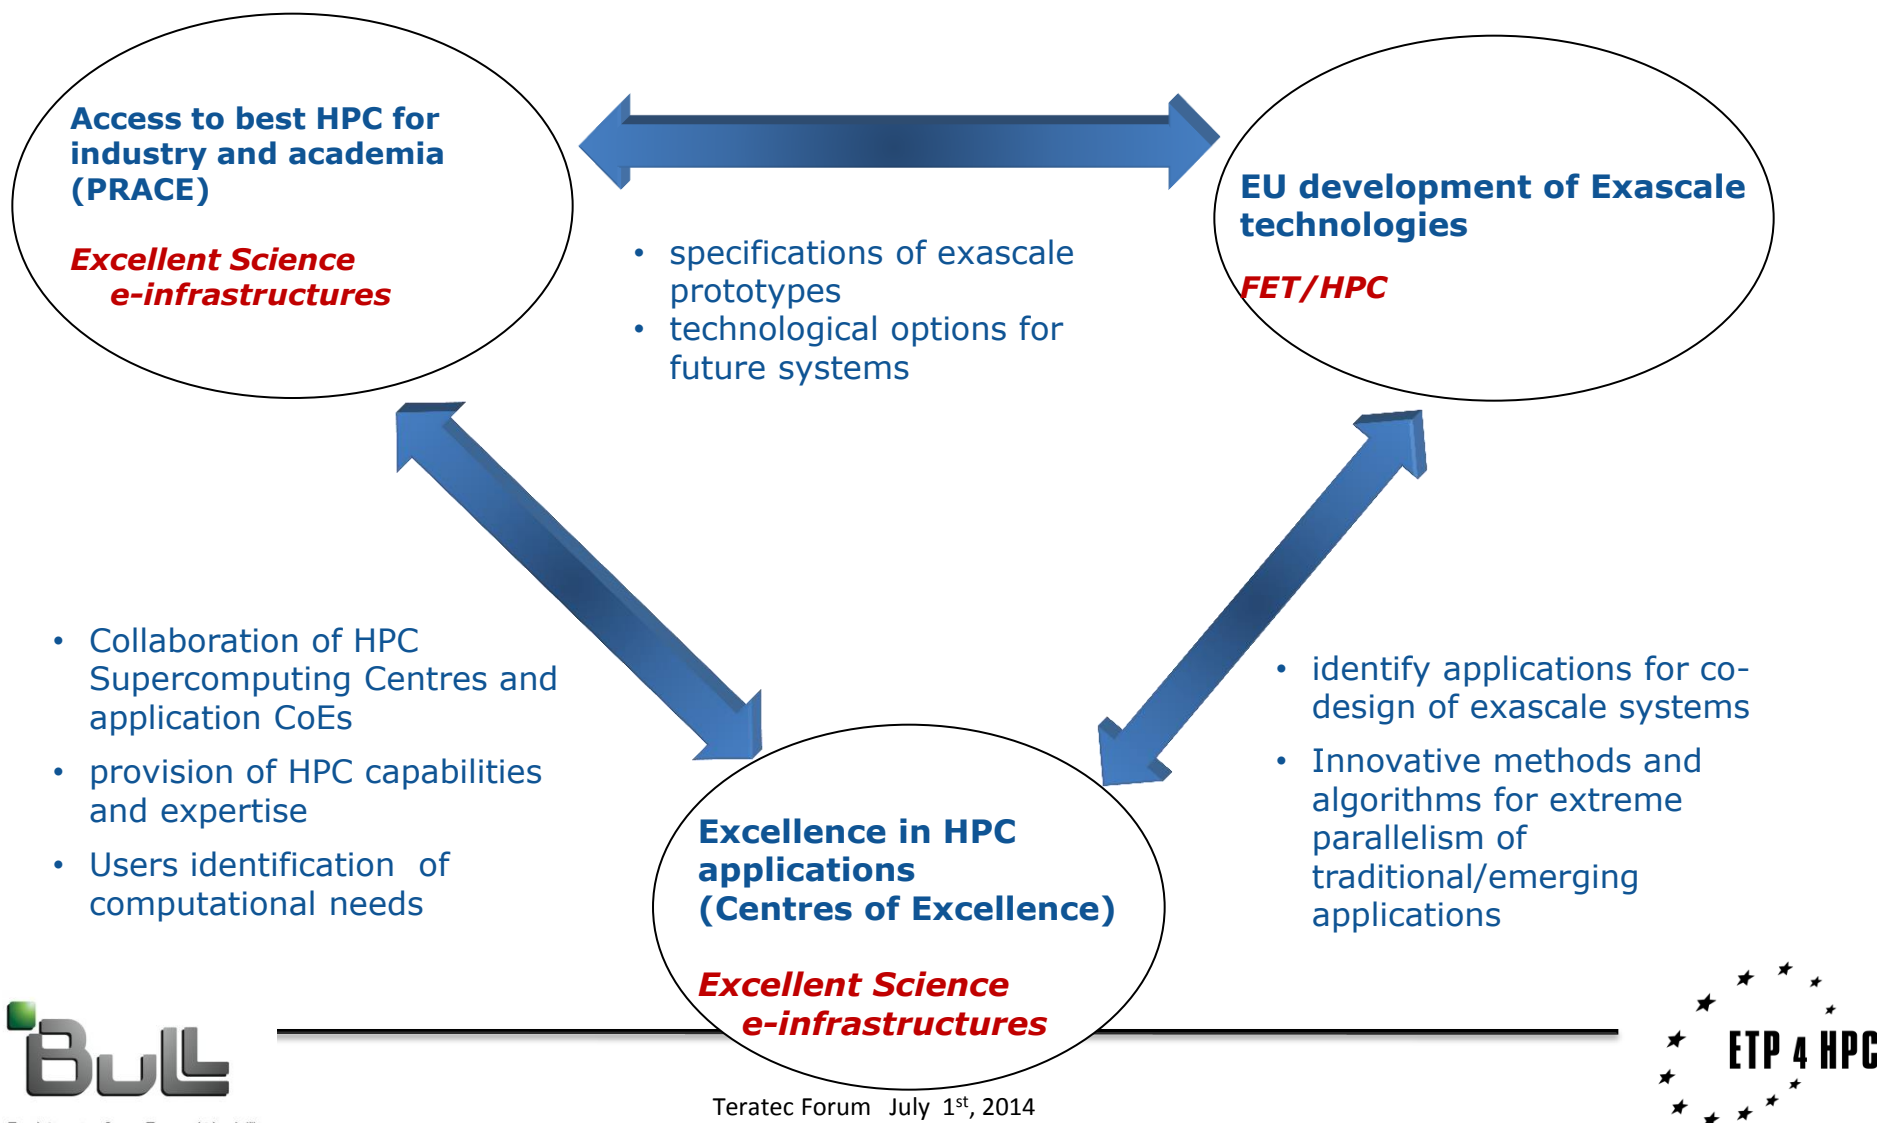 Access to best HPC for
industry and academia
(PRACE)
Excellent Science
e-infrastructures
EU development of Exascale
technologies
FET/HPC
• specifications of exascale
prototypes
• technological options for
future systems
• Collaboration of HPC
Supercomputing Centres and
application CoEs
• provision of HPC capabilities
and expertise
• Users identification of
computational needs
• identify applications for co-
design of exascale systems
• Innovative methods and
algorithms for extreme
parallelism of
traditional/emerging
applications
Excellence in HPC
applications
(Centres of Excellence)
Excellent Science
e-infrastructures
Bull
ETP 4 HPC
Teratec Forum July 1st, 2014